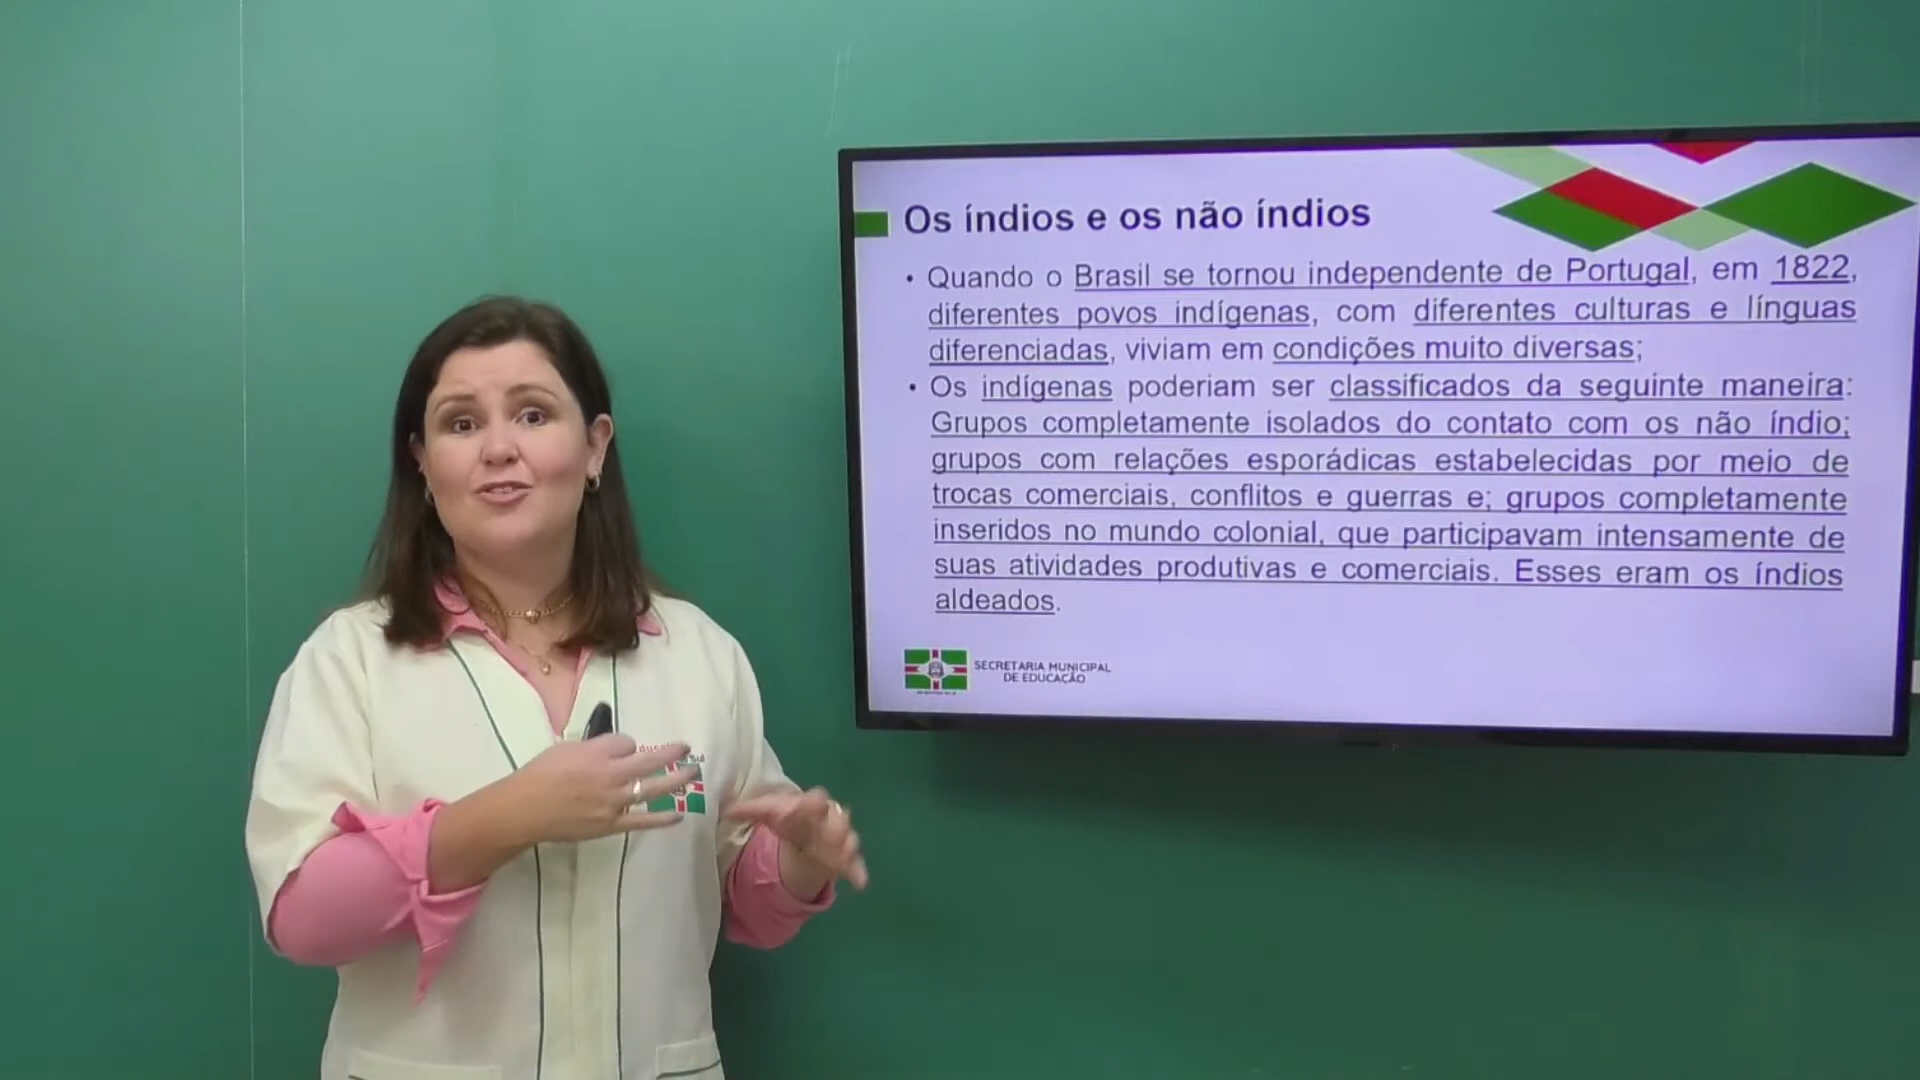 Os índios e os não índios
• Quando o Brasil se tornou independente de Portugal, em 1822,
diferentes povos indígenas, com diferentes culturas e línguas
diferenciadas, viviam em condições muito diversas;
• Os indígenas poderiam ser classificados da seguinte maneira:
Grupos completamente isolados do contato com os não índio;
grupos com relações esporádicas estabelecidas por meio de
trocas comerciais, conflitos e guerras e; grupos completamente
inseridos no mundo colonial, que participavam intensamente de
suas atividades produtivas e comerciais. Esses eram os índios
aldeados.
SECRETARIA MUNICIPAL
DE EDUCAÇÃO